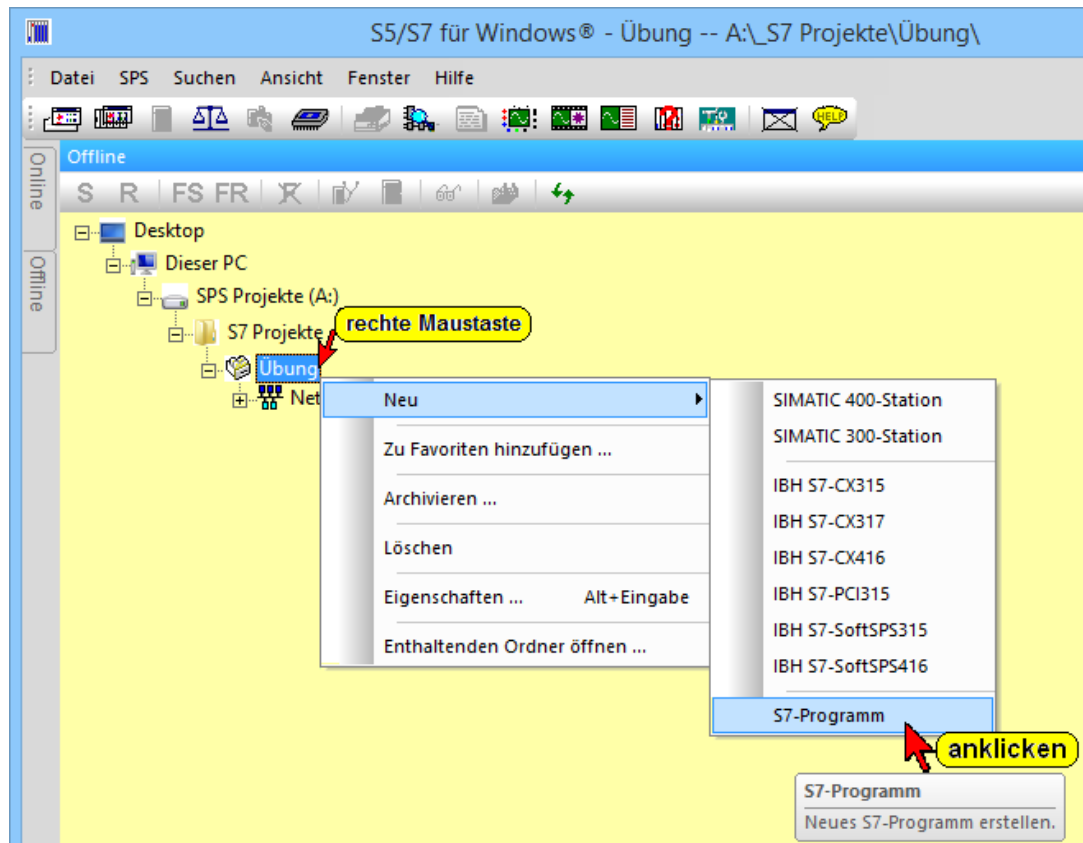 S5/S7 für Windows® - Übung -- A:\_S7 Projekte\Übung\
Datei SPS Suchen Ansicht Fenster Hilfe
HELP
Online
Offline
Offline
S R FS FR
Desktop
Dieser PC
SPS Projekte (A:)
S7 Projekte
rechte Maustaste
Übung
Net
Neu
Zu Favoriten hinzufügen ...
Archivieren ...
Löschen
Eigenschaften ... Alt+Eingabe
Enthaltenden Ordner öffnen ...
SIMATIC 400-Station
SIMATIC 300-Station
IBH S7-CX315
IBH S7-CX317
IBH S7-CX416
IBH S7-PCI315
IBH S7-SoftSPS315
IBH S7-SoftSPS416
S7-Programm
anklicken
S7-Programm
Neues S7-Programm erstellen.